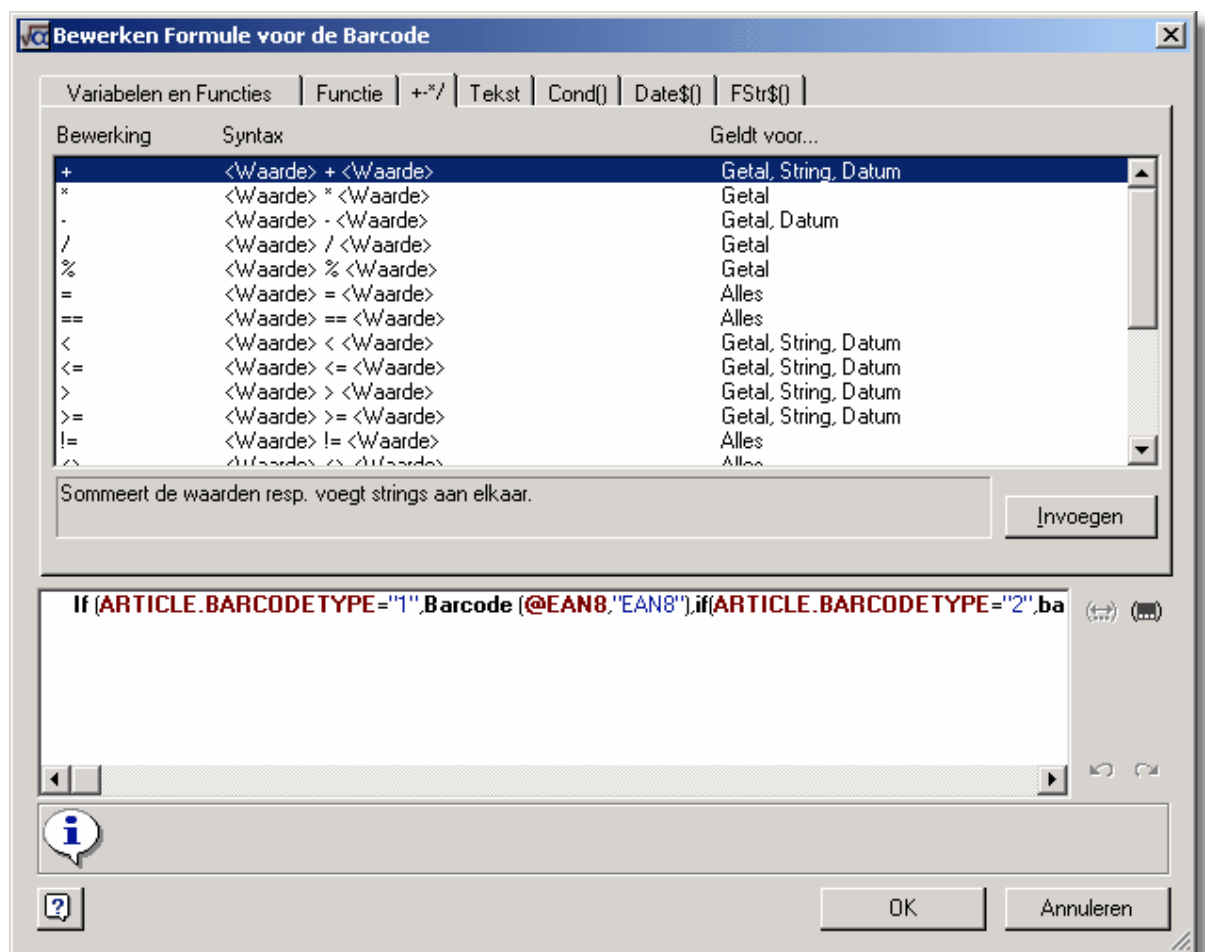 Bewerken Formule voor de Barcode
Variabelen en Functies Functie +-*/ Tekst Cond() Date$() FStr$()
Bewerking Syntax Geldt voor...
+ <Waarde> + <Waarde> Getal, String, Datum
* <Waarde> * <Waarde> Getal
- <Waarde> - <Waarde> Getal, Datum
/ <Waarde> / <Waarde> Getal
% <Waarde> % <Waarde> Getal
= <Waarde> = <Waarde> Alles
== <Waarde> == <Waarde> Alles
< <Waarde> < <Waarde> Getal, String, Datum
<= <Waarde> <= <Waarde> Getal, String, Datum
> <Waarde> > <Waarde> Getal, String, Datum
>= <Waarde> >= <Waarde> Getal, String, Datum
!= <Waarde> != <Waarde> Alles
<> <Waarde> <> <Waarde> Alles
Sommeert de waarden resp. voegt strings aan elkaar.
Invoegen
If (ARTICLE.BARCODETYPE="1",Barcode (@EAN8,"EAN8"),if(ARTICLE.BARCODETYPE="2",ba
OK Annuleren